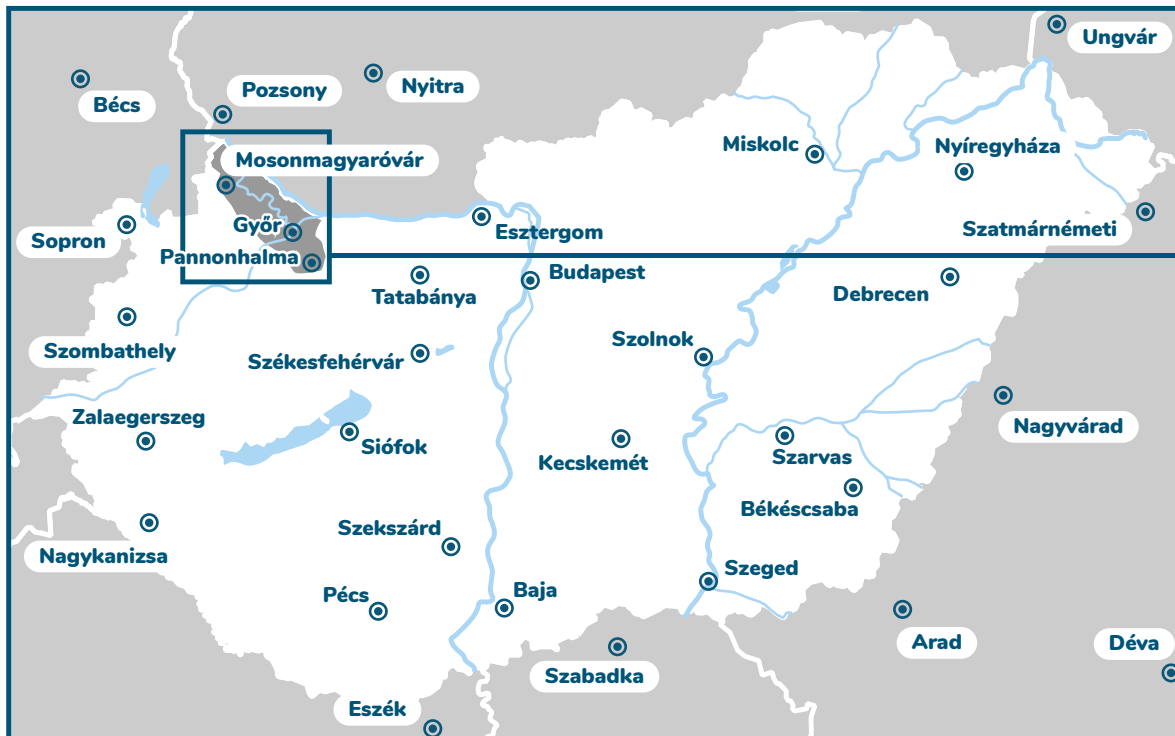 Ungvár
Bécs
Pozsony
Nyitra
Miskolc
Nyíregyháza
Mosonmagyaróvár
Sopron
Győr
Esztergom
Szatmárnémeti
Pannonhalma
Tatabánya
Budapest
Debrecen
Szombathely
Székesfehérvár
Szolnok
Zalaegerszeg
Siófok
Kecskemét
Szarvas
Nagyvárad
Békéscsaba
Nagykanizsa
Szekszárd
Szeged
Pécs
Baja
Arad
Déva
Szabadka
Eszék